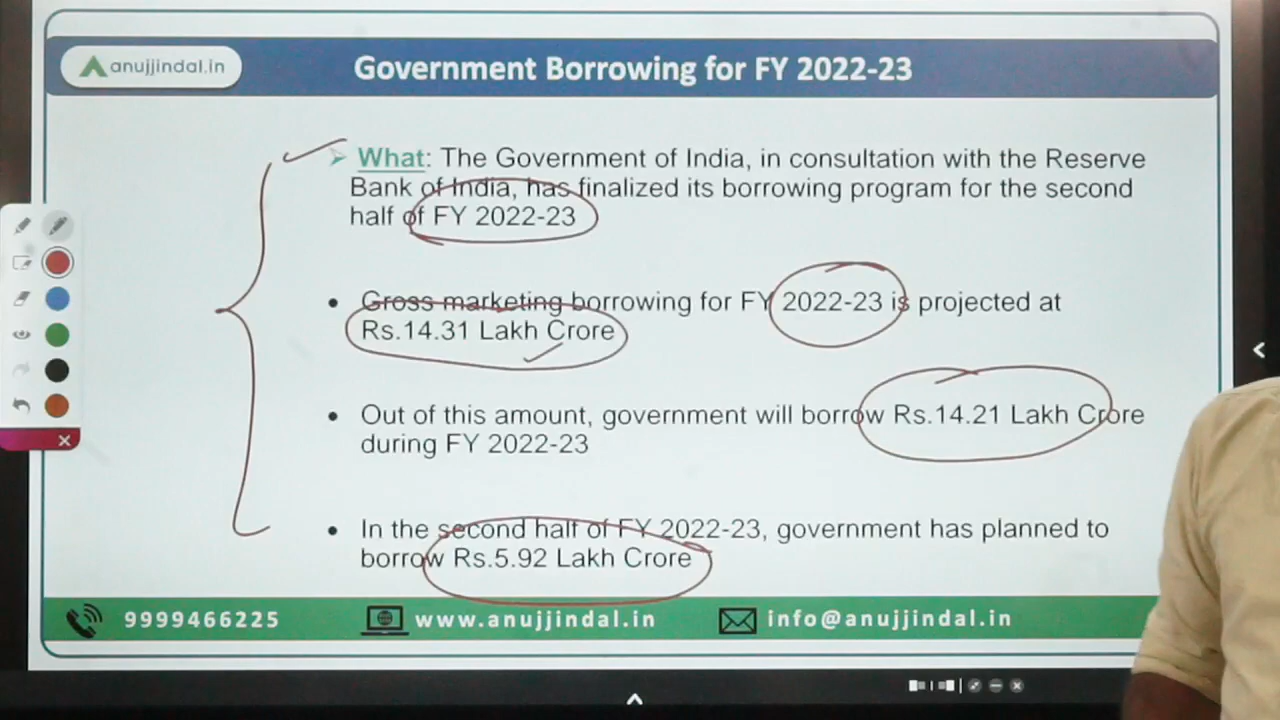 anujjindal.in
Government Borrowing for FY 2022-23
What: The Government of India, in consultation with the Reserve
Bank of India, has finalized its borrowing program for the second
half of FY 2022-23
Gross marketing borrowing for FY 2022-23 is projected at
Rs.14.31 Lakh Crore
Out of this amount, government will borrow Rs.14.21 Lakh Crore
during FY 2022-23
In the second half of FY 2022-23, government has planned to
borrow Rs.5.92 Lakh Crore
9999466225 www.anujjindal.in info@anujjindal.in